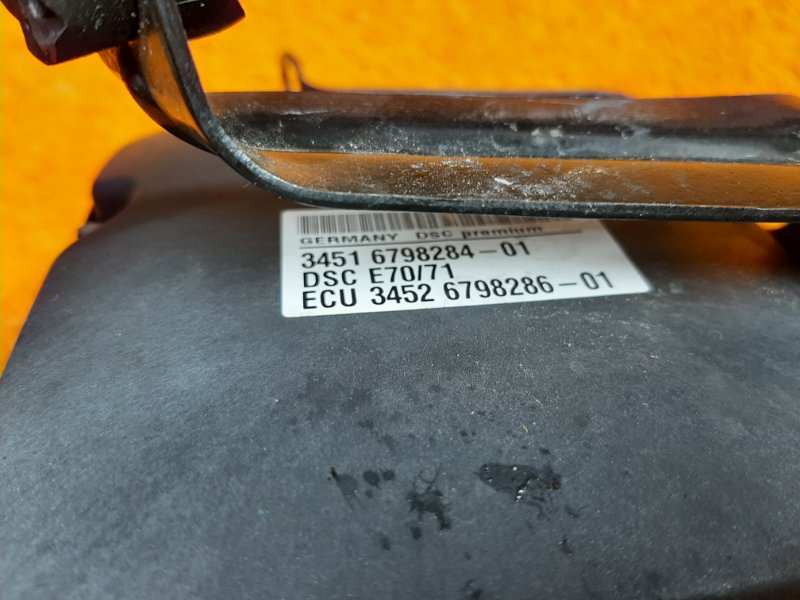 GERMANY DSC premium
3451 6798284-01
DSC E70/71
ECU 3452 6798286-01